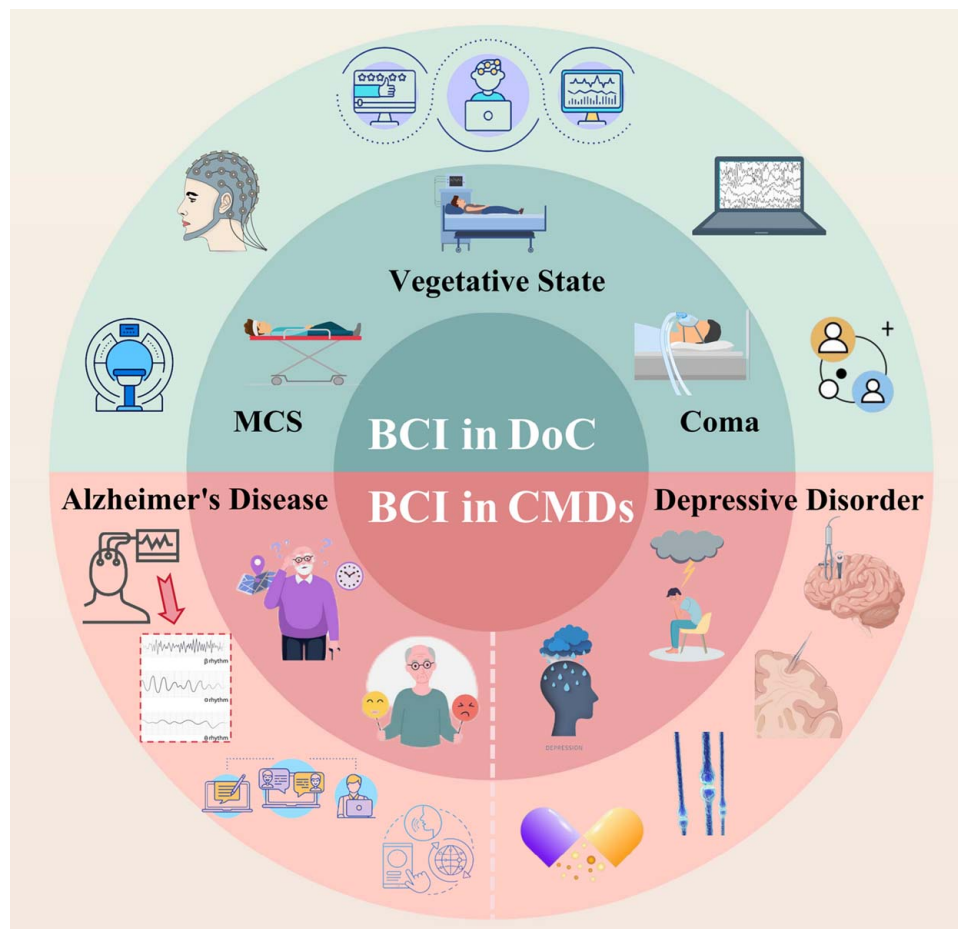 Vegetative State
MCS
Coma
BCI in DoC
BCI in CMDs
Alzheimer's Disease
Depressive Disorder
β rhythm
α rhythm
θ rhythm
DEPRESSION